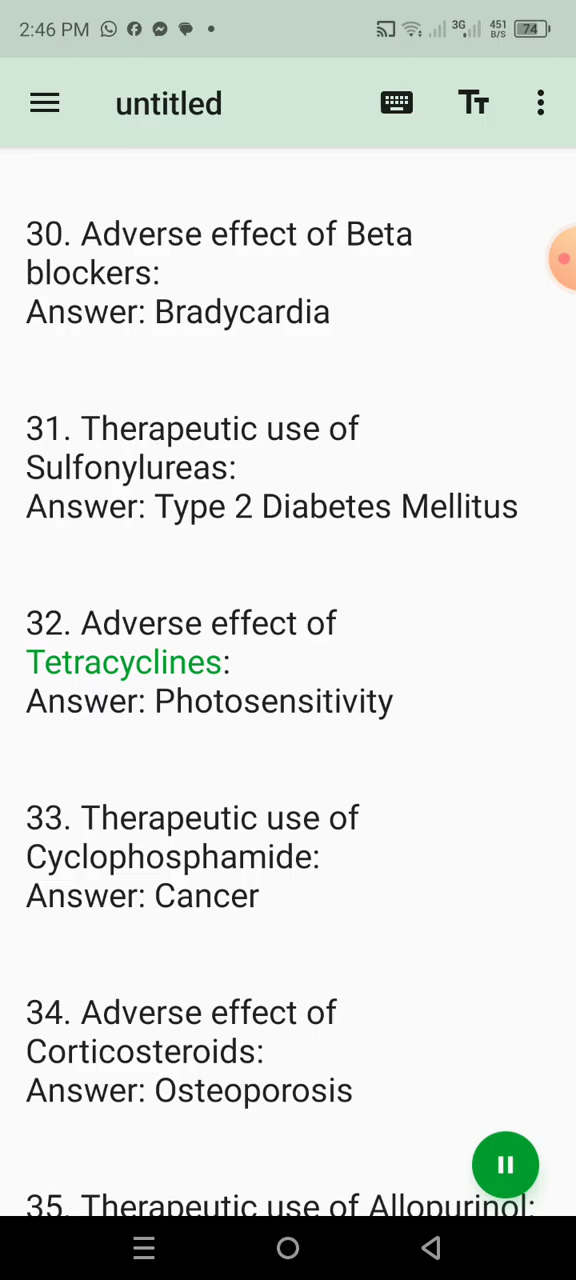 2:46 PM
3G 451 B/S 74
untitled
30. Adverse effect of Beta
blockers:
Answer: Bradycardia
31. Therapeutic use of
Sulfonylureas:
Answer: Type 2 Diabetes Mellitus
32. Adverse effect of
Tetracyclines:
Answer: Photosensitivity
33. Therapeutic use of
Cyclophosphamide:
Answer: Cancer
34. Adverse effect of
Corticosteroids:
Answer: Osteoporosis
35. Therapeutic use of Allopurinol: